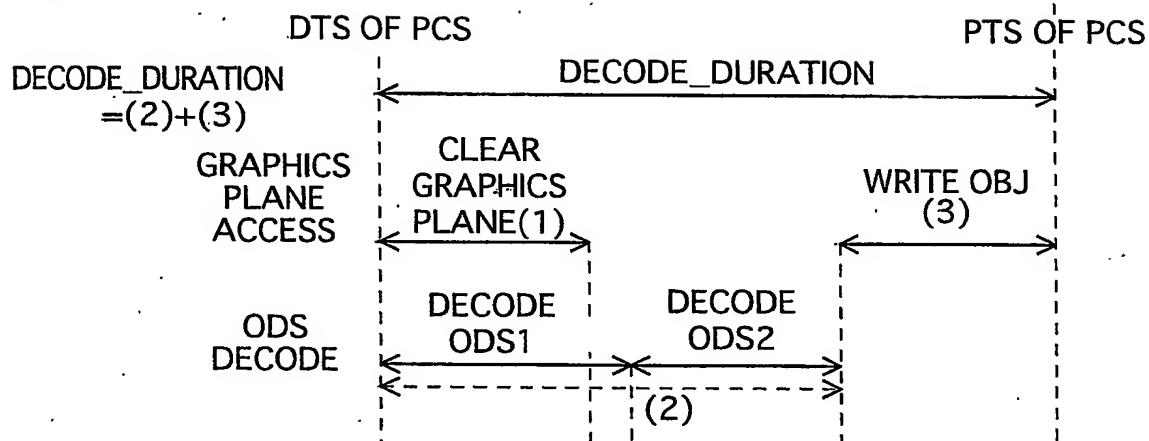 DTS OF PCS
PTS OF PCS
DECODE_DURATION
=(2)+(3)
DECODE_DURATION
GRAPHICS
PLANE
ACCESS
CLEAR
GRAPHICS
PLANE(1)
WRITE OBJ
(3)
ODS
DECODE
DECODE
ODS1
DECODE
ODS2
(2)